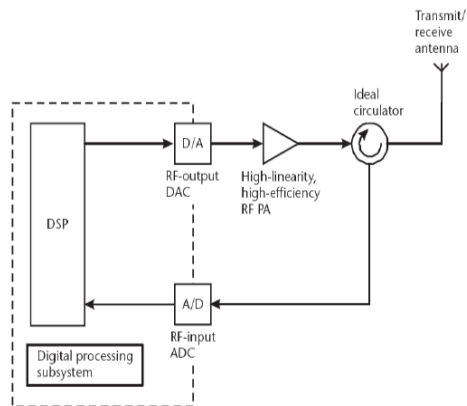 Transmit/
receive
antenna
Ideal
circulator
D/A
RF-output
DAC
High-linearity,
high-efficiency
RF PA
DSP
A/D
RF-input
ADC
Digital processing
subsystem